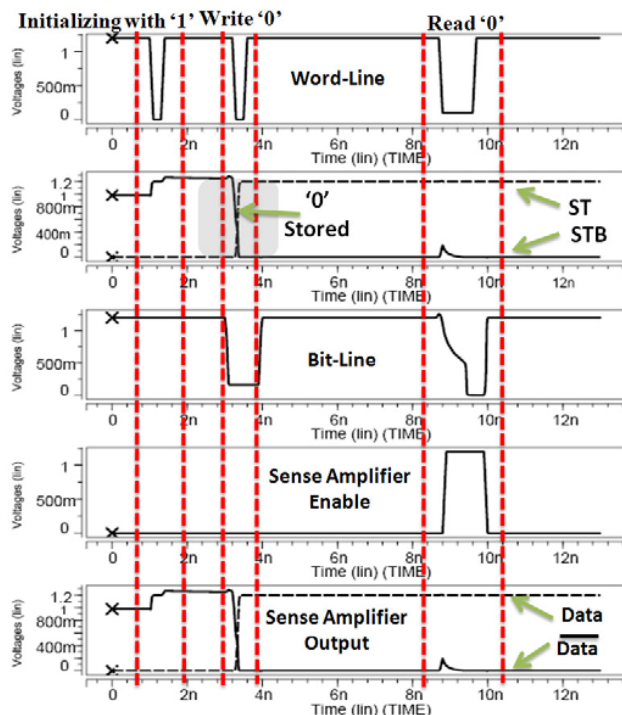 Initializing with ‘1’ Write ‘0’ Read ‘0’
Voltages (lin)
1
500m
0
Word-Line
0 2n 4n 6n 8n 10n 12n
Time (lin) (TIME)
Voltages (lin)
1.2
1
800m
400m
0
‘0’
Stored
ST
STB
0 2n 4n 6n 8n 10n 12n
Time (lin) (TIME)
Voltages (lin)
1
500m
0
Bit-Line
0 2n 4n 6n 8n 10n 12n
Time (lin) (TIME)
Voltages (lin)
1
500m
0
Sense Amplifier
Enable
0 2n 4n 6n 8n 10n 12n
Time (lin) (TIME)
Voltages (lin)
1.2
1
800m
400m
0
Sense Amplifier
Output
Data
Data
0 2n 4n 6n 8n 10n 12n
Time (lin) (TIME)